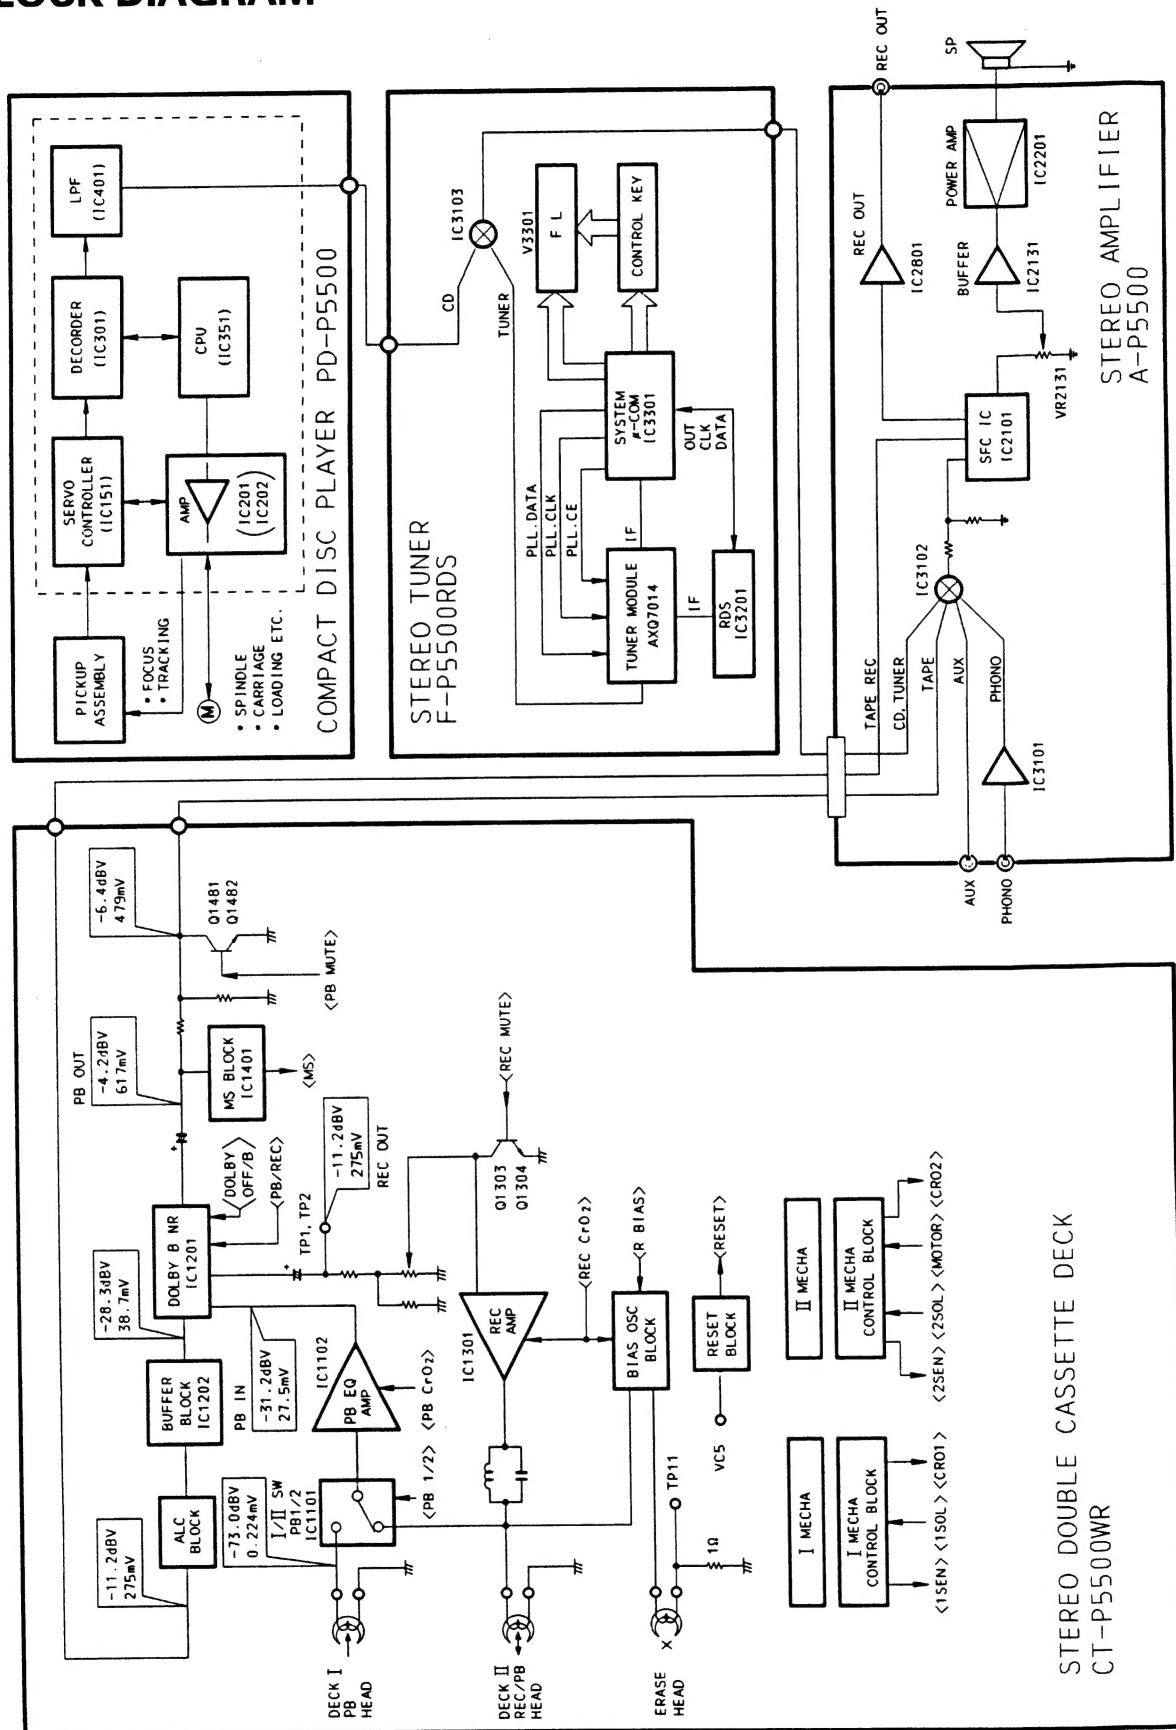 BLOCK DIAGRAM
PICKUP
ASSEMBLY
SERVO
CONTROLLER
(IC151)
DECORDER
(IC301)
LPF
(IC401)
AMP
(IC201)
(IC202)
CPU
(IC351)
• FOCUS
• TRACKING
M
• SPINDLE
• CARRIAGE
• LOADING ETC.
COMPACT DISC PLAYER PD-P5500
STEREO TUNER
F-P5500RDS
CD
TUNER
IC3103
V3301
F L
CONTROL KEY
SYSTEM
μ-COM
IC3301
PLL.DATA
PLL.CLK
PLL.CE
OUT
CLK
DATA
IF
TUNER MODULE
AXQ7014
IF
RDS
IC3201
TAPE REC
CD,TUNER
TAPE
AUX
PHONO
IC3102
IC3101
AUX
PHONO
SFC IC
IC2101
REC OUT
IC2801
REC OUT
BUFFER
IC2131
VR2131
POWER AMP
IC2201
SP
STEREO AMPLIFIER
A-P5500
-11.2dBV
275mV
ALC
BLOCK
BUFFER
BLOCK
IC1202
-28.3dBV
38.7mV
DOLBY B NR
IC1201
<DOLBY
OFF/B>
<PB/REC>
PB OUT
-4.2dBV
617mV
MS BLOCK
IC1401
<MS>
-6.4dBV
479mV
Q1481
Q1482
<PB MUTE>
-73.0dBV
0.224mV
I/II SW
PB1/2
IC1101
PB IN
-31.2dBV
27.5mV
IC1102
PB EQ
AMP
<PB 1/2>
<PB CrO2>
TP1, TP2
-11.2dBV
275mV
REC OUT
DECK I
PB
HEAD
DECK II
REC/PB
HEAD
IC1301
REC
AMP
Q1303
Q1304
<REC MUTE>
<REC CrO2>
BIAS OSC
BLOCK
<R BIAS>
ERASE
HEAD
TP11
1Ω
VC5
RESET
BLOCK
<RESET>
I MECHA
I MECHA
CONTROL BLOCK
<1SEN> <1SOL> <CRO1>
II MECHA
II MECHA
CONTROL BLOCK
<2SEN> <2SOL> <MOTOR> <CRO2>
STEREO DOUBLE CASSETTE DECK
CT-P5500WR